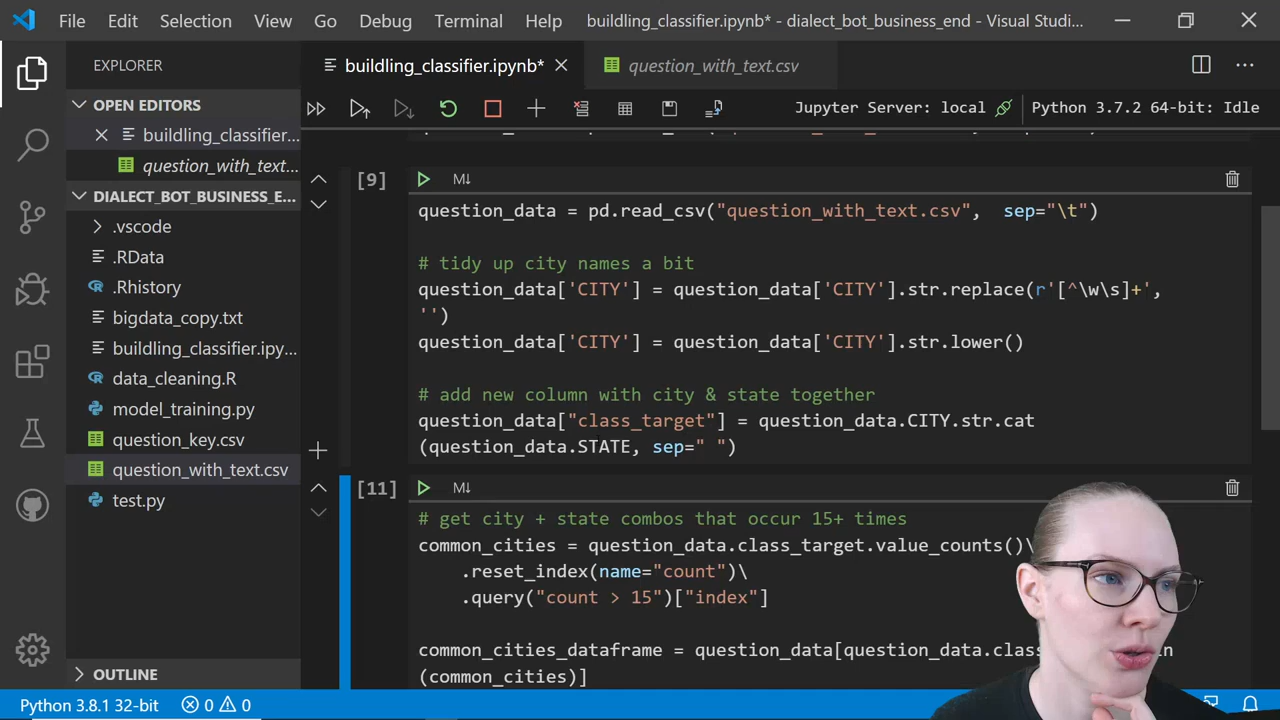 File Edit Selection View Go Debug Terminal Help buildling_classifier.ipynb* - dialect_bot_business_end - Visual Studi...
EXPLORER
buildling_classifier.ipynb*
question_with_text.csv
OPEN EDITORS
buildling_classifier...
question_with_text...
DIALECT_BOT_BUSINESS_E...
.vscode
.RData
.Rhistory
bigdata_copy.txt
buildling_classifier.ipy...
data_cleaning.R
model_training.py
question_key.csv
question_with_text.csv
test.py
OUTLINE
Jupyter Server: local
Python 3.7.2 64-bit: Idle
[9]
M↓
question_data = pd.read_csv("question_with_text.csv", sep="\t")
# tidy up city names a bit
question_data['CITY'] = question_data['CITY'].str.replace(r'[^\w\s]+',
'')
question_data['CITY'] = question_data['CITY'].str.lower()
# add new column with city & state together
question_data["class_target"] = question_data.CITY.str.cat
(question_data.STATE, sep=" ")
[11]
M↓
# get city + state combos that occur 15+ times
common_cities = question_data.class_target.value_counts()\
.reset_index(name="count")\
.query("count > 15")["index"]
common_cities_dataframe = question_data[question_data.clas
(common_cities)]
Python 3.8.1 32-bit
0 0